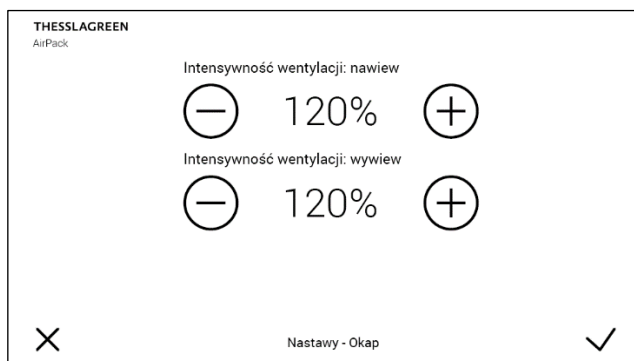 THESSLAGREEN
AirPack
Intensywność wentylacji: nawiew
120%
Intensywność wentylacji: wywiew
120%
Nastawy - Okap